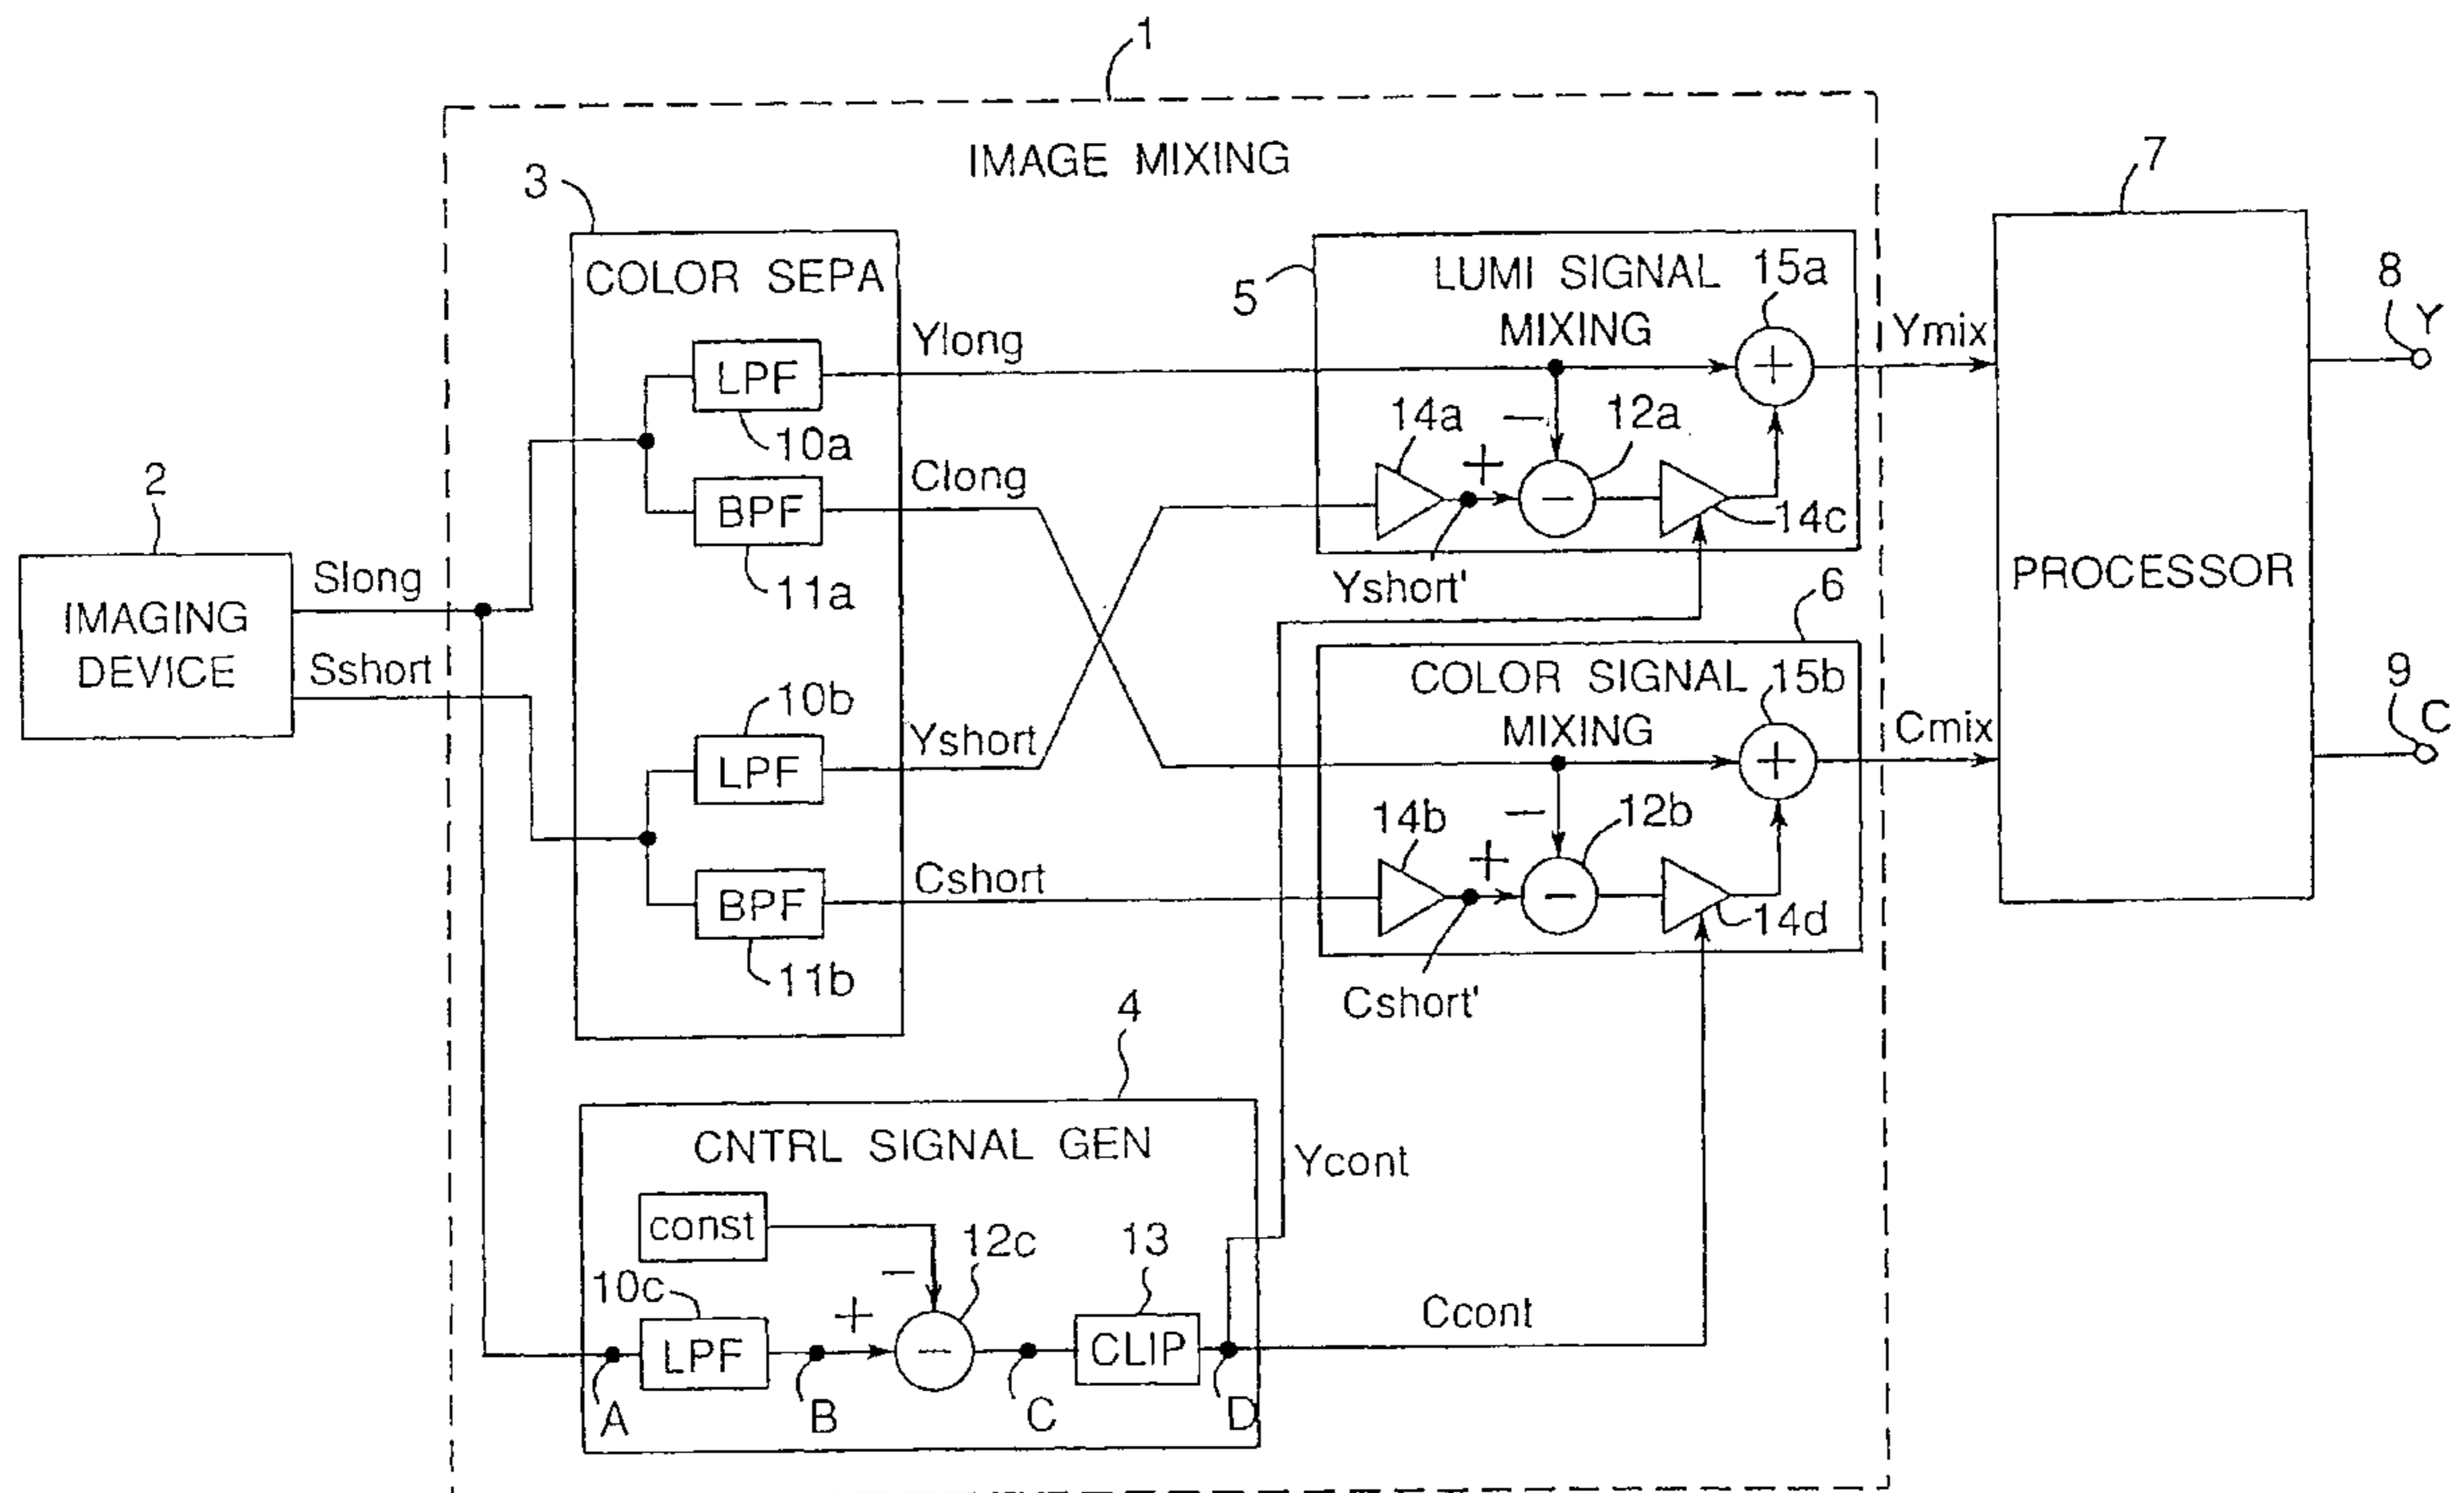 1
IMAGE MIXING
3
COLOR SEPA
LPF
10a
BPF
11a
10b
LPF
BPF
11b
2
IMAGING
DEVICE
Slong
Sshort
Ylong
Clong
Yshort
Cshort
5
LUMI SIGNAL
MIXING
15a
14a
+
−
12a
−
+
14c
Yshort'
6
COLOR SIGNAL
MIXING
15b
14b
+
−
12b
−
+
14d
Cshort'
Ymix
Cmix
7
PROCESSOR
8
Y
9
C
4
CNTRL SIGNAL GEN
const
12c
13
10c
−
+
LPF
−
CLIP
A
B
C
D
Ycont
Ccont